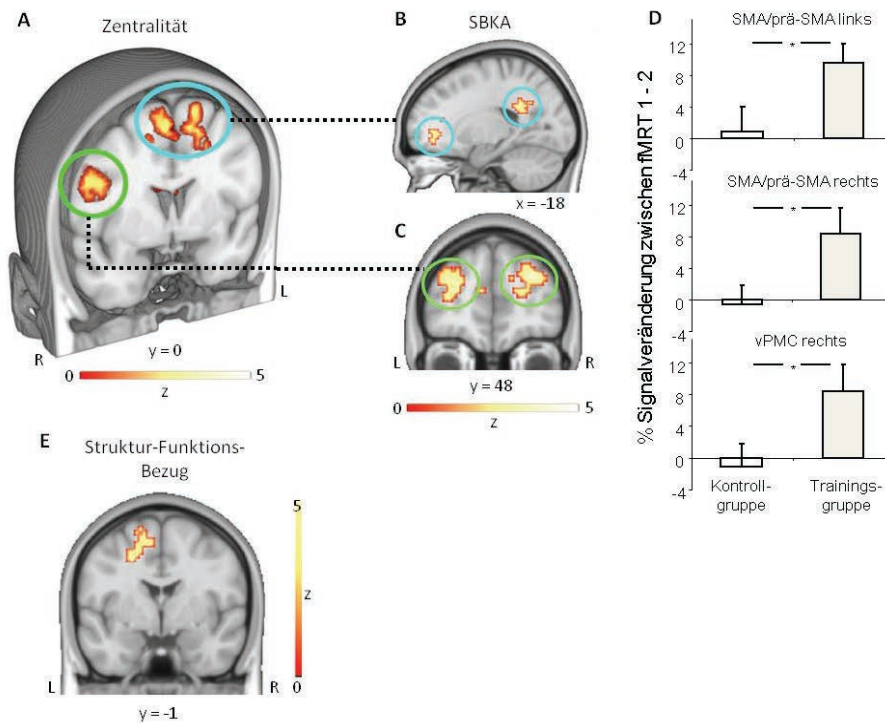 A
Zentralität
R
L
y = 0
0
5
z
B
SBKA
x = -18
C
L
R
y = 48
0
5
z
D
% Signalveränderung zwischen fMRT 1 - 2
SMA/prä-SMA links
12
*
8
4
0
-4
SMA/prä-SMA rechts
12
*
8
4
0
-4
vPMC rechts
12
*
8
4
0
-4
Kontroll-
gruppe
Trainings-
gruppe
E
Struktur-Funktions-
Bezug
5
z
0
L
R
y = -1